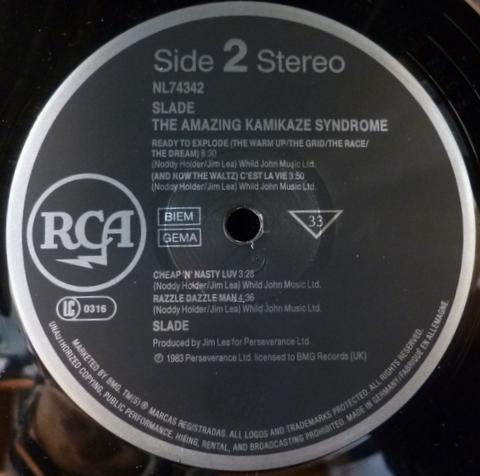 Side 2 Stereo
NL74342
SLADE
THE AMAZING KAMIKAZE SYNDROME
READY TO EXPLODE (THE WARM UP/THE GRID/THE RACE/
THE DREAM) 8:30
(Noddy Holder/Jim Lea) Whild John Music Ltd.
(AND NOW THE WALTZ) C'EST LA VIE 3:50
(Noddy Holder/Jim Lea) Whild John Music Ltd.
RCA
BIEM
GEMA
33
CHEAP 'N' NASTY LUV 3:26
(Noddy Holder/Jim Lea) Whild John Music Ltd.
RAZZLE DAZZLE MAN 4:36
(Noddy Holder/Jim Lea) Whild John Music Ltd.
LC 0316
SLADE
Produced by Jim Lea for Perseverance Ltd.
℗ 1983 Perseverance Ltd. licensed to BMG Records (UK)
MARKETED BY BMG. TM(S) ® MARCAS REGISTRADAS. ALL LOGOS AND TRADEMARKS PROTECTED. ALL RIGHTS RESERVED.
UNAUTHORIZED COPYING, PUBLIC PERFORMANCE, HIRING, RENTAL, AND BROADCASTING PROHIBITED. MADE IN GERMANY/FABRIQUÉ EN ALLEMAGNE.